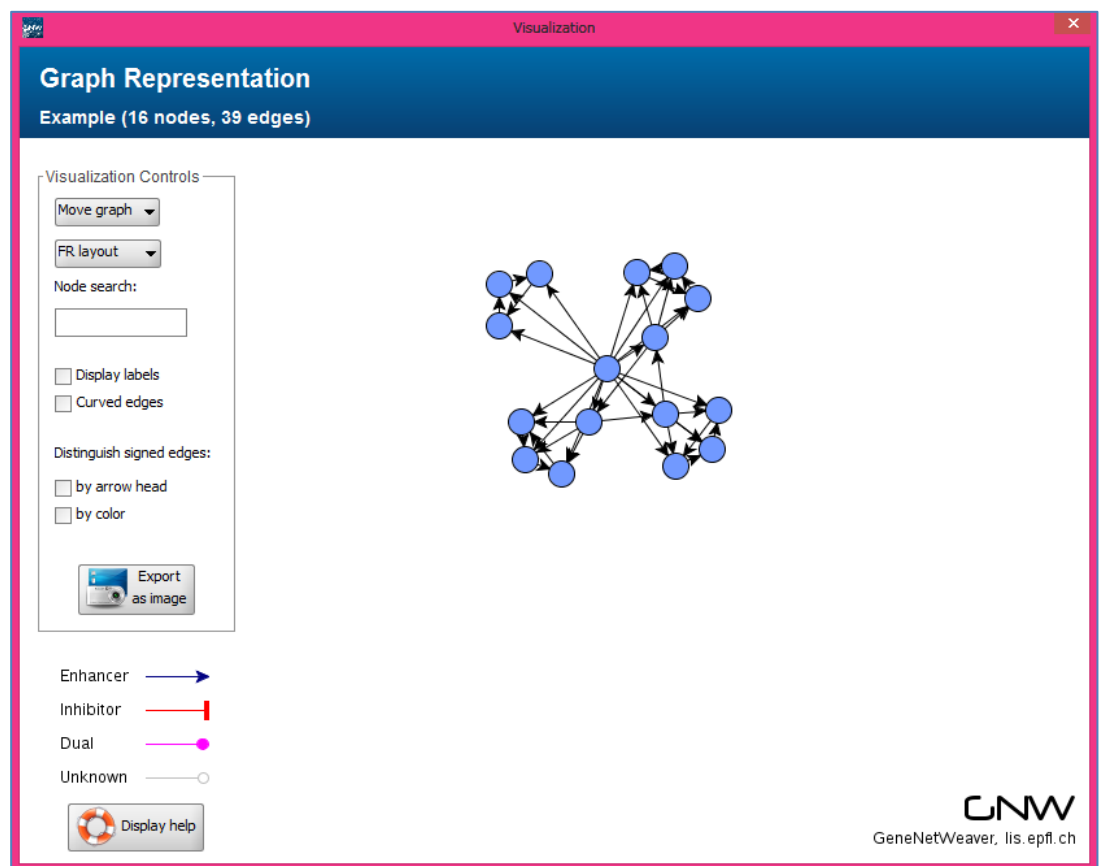 Visualization
Graph Representation
Example (16 nodes, 39 edges)
Visualization Controls
Move graph
FR layout
Node search:
Display labels
Curved edges
Distinguish signed edges:
by arrow head
by color
Export
as image
Enhancer
Inhibitor
Dual
Unknown
Display help
GNW
GeneNetWeaver, lis.epfl.ch